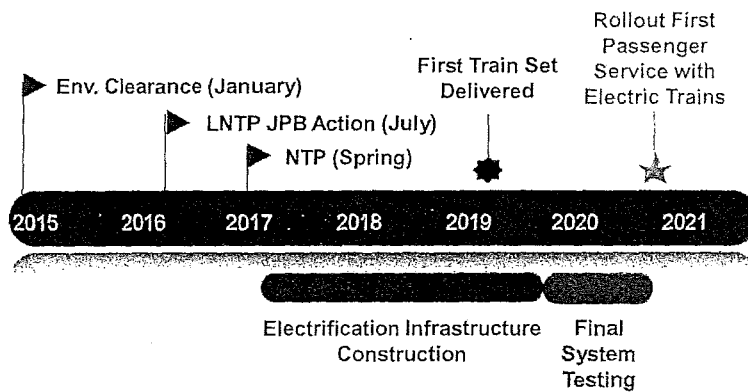 Rollout First
Passenger
Service with
Electric Trains
First Train Set
Delivered
Env. Clearance (January)
LNTP JPB Action (July)
NTP (Spring)
2015 2016 2017 2018 2019 2020 2021
Electrification Infrastructure
Construction
Final
System
Testing